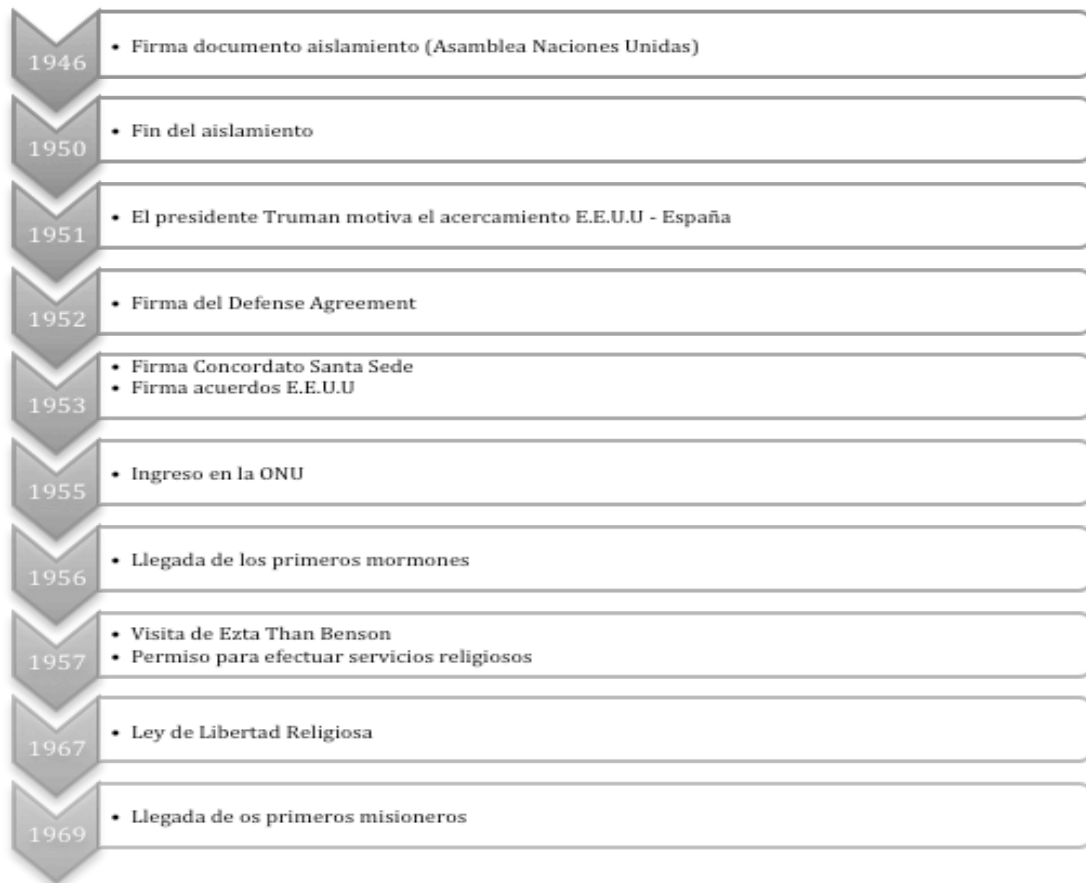 1946
• Firma documento aislamiento (Asamblea Naciones Unidas)
1950
• Fin del aislamiento
1951
• El presidente Truman motiva el acercamiento E.E.U.U - España
1952
• Firma del Defense Agreement
1953
• Firma Concordato Santa Sede
• Firma acuerdos E.E.U.U
1955
• Ingreso en la ONU
1956
• Llegada de los primeros mormones
1957
• Visita de Ezta Than Benson
• Permiso para efectuar servicios religiosos
1967
• Ley de Libertad Religiosa
1969
• Llegada de os primeros misioneros